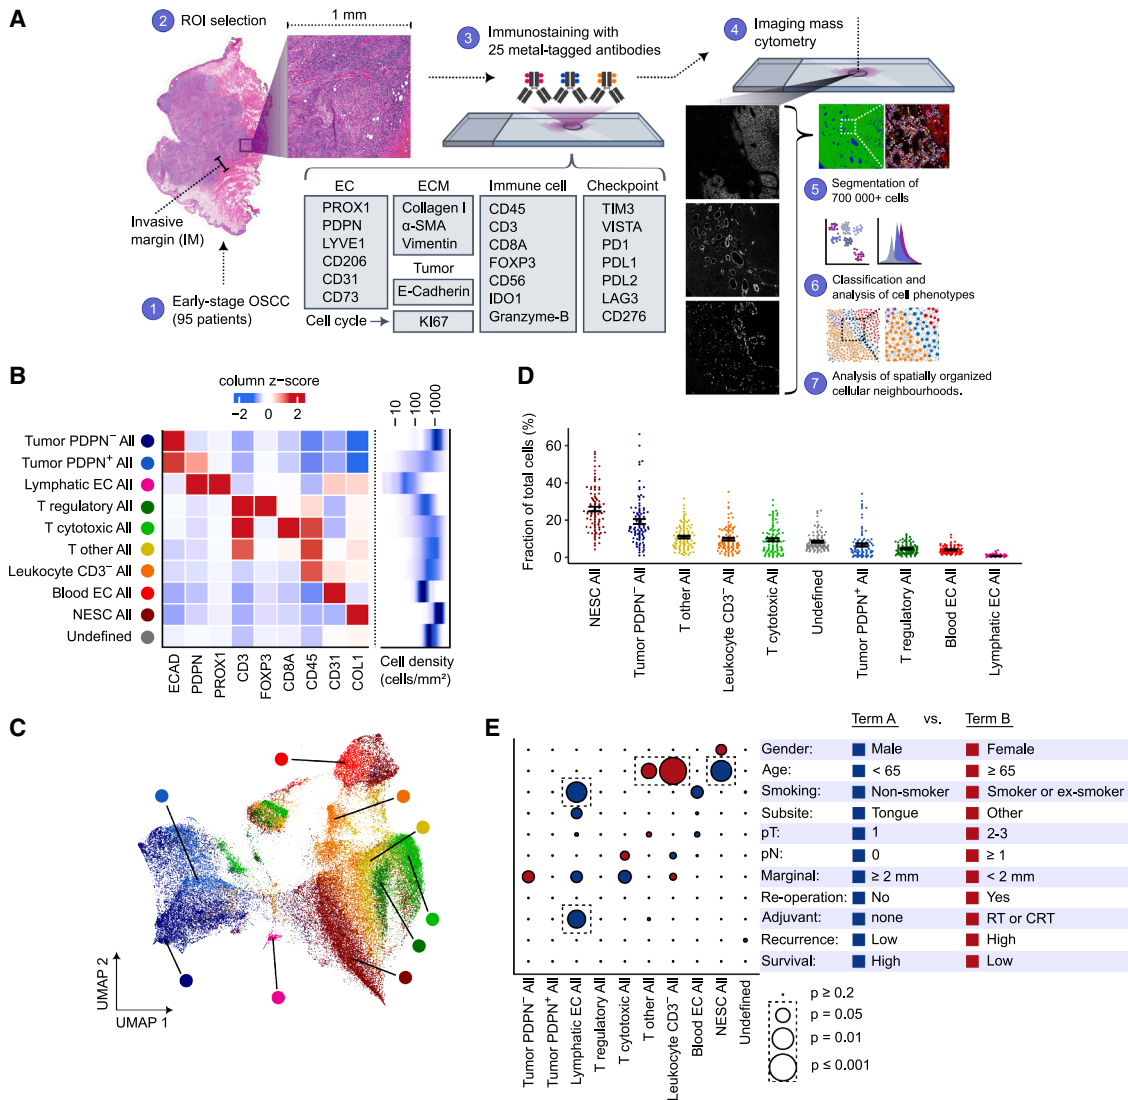 A
2 ROI selection
1 mm
3 Immunostaining with
25 metal-tagged antibodies
4 Imaging mass
cytometry
Invasive
margin (IM)
1 Early-stage OSCC
(95 patients)
EC
PROX1
PDPN
LYVE1
CD206
CD31
CD73
Cell cycle
ECM
Collagen I
α-SMA
Vimentin
Tumor
E-Cadherin
KI67
Immune cell
CD45
CD3
CD8A
FOXP3
CD56
IDO1
Granzyme-B
Checkpoint
TIM3
VISTA
PD1
PDL1
PDL2
LAG3
CD276
5 Segmentation of
700 000+ cells
6 Classification and
analysis of cell phenotypes
7 Analysis of spatially organized
cellular neighbourhoods.
B
column z-score
−2 0 2
−10
−100
−1000
Tumor PDPN⁻ All
Tumor PDPN⁺ All
Lymphatic EC All
T regulatory All
T cytotoxic All
T other All
Leukocyte CD3⁻ All
Blood EC All
NESC All
Undefined
ECAD
PDPN
PROX1
CD3
FOXP3
CD8A
CD45
CD31
COL1
Cell density
(cells/mm²)
C
UMAP 2
UMAP 1
D
Fraction of total cells (%)
60
40
20
0
NESC All
Tumor PDPN⁻ All
T other All
Leukocyte CD3⁻ All
T cytotoxic All
Undefined
Tumor PDPN⁺ All
T regulatory All
Blood EC All
Lymphatic EC All
E
Term A vs. Term B
Gender: Male Female
Age: < 65 ≥ 65
Smoking: Non-smoker Smoker or ex-smoker
Subsite: Tongue Other
pT: 1 2-3
pN: 0 ≥ 1
Marginal: ≥ 2 mm < 2 mm
Re-operation: No Yes
Adjuvant: none RT or CRT
Recurrence: Low High
Survival: High Low
Tumor PDPN⁻ All
Tumor PDPN⁺ All
Lymphatic EC All
T regulatory All
T cytotoxic All
T other All
Leukocyte CD3⁻ All
Blood EC All
NESC All
Undefined
p ≥ 0.2
p = 0.05
p = 0.01
p ≤ 0.001